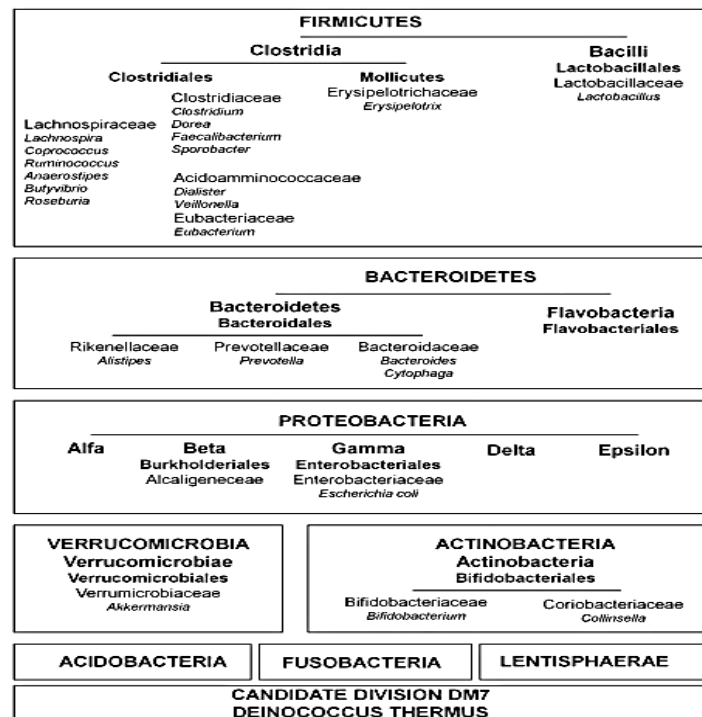 FIRMICUTES
Clostridia
Bacilli
Lactobacillales
Lactobacillaceae
Lactobacillus
Clostridiales
Mollicutes
Erysipelotrichaceae
Erysipelotrix
Lachnospiraceae
Lachnospira
Coprococcus
Ruminococcus
Anaerostipes
Butyvibrio
Roseburia
Clostridiaceae
Clostridium
Dorea
Faecalibacterium
Sporobacter
Acidoamminococcaceae
Dialister
Veillonella
Eubacteriaceae
Eubacterium
BACTEROIDETES
Bacteroidetes
Bacteroidales
Flavobacteria
Flavobacteriales
Rikenellaceae
Alistipes
Prevotellaceae
Prevotella
Bacteroidaceae
Bacteroides
Cytophaga
PROTEOBACTERIA
Alfa
Beta
Burkholderiales
Alcaligeneceae
Gamma
Enterobacteriales
Enterobacteriaceae
Escherichia coli
Delta
Epsilon
VERRUCOMICROBIA
Verrucomicrobiae
Verrucomicrobiales
Verrumicrobiaceae
Akkermansia
ACTINOBACTERIA
Actinobacteria
Bifidobacteriales
Bifidobacteriaceae
Bifidobacterium
Coriobacteriaceae
Collinsella
ACIDOBACTERIA
FUSOBACTERIA
LENTISPHAERAE
CANDIDATE DIVISION DM7
DEINOCOCCUS THERMUS